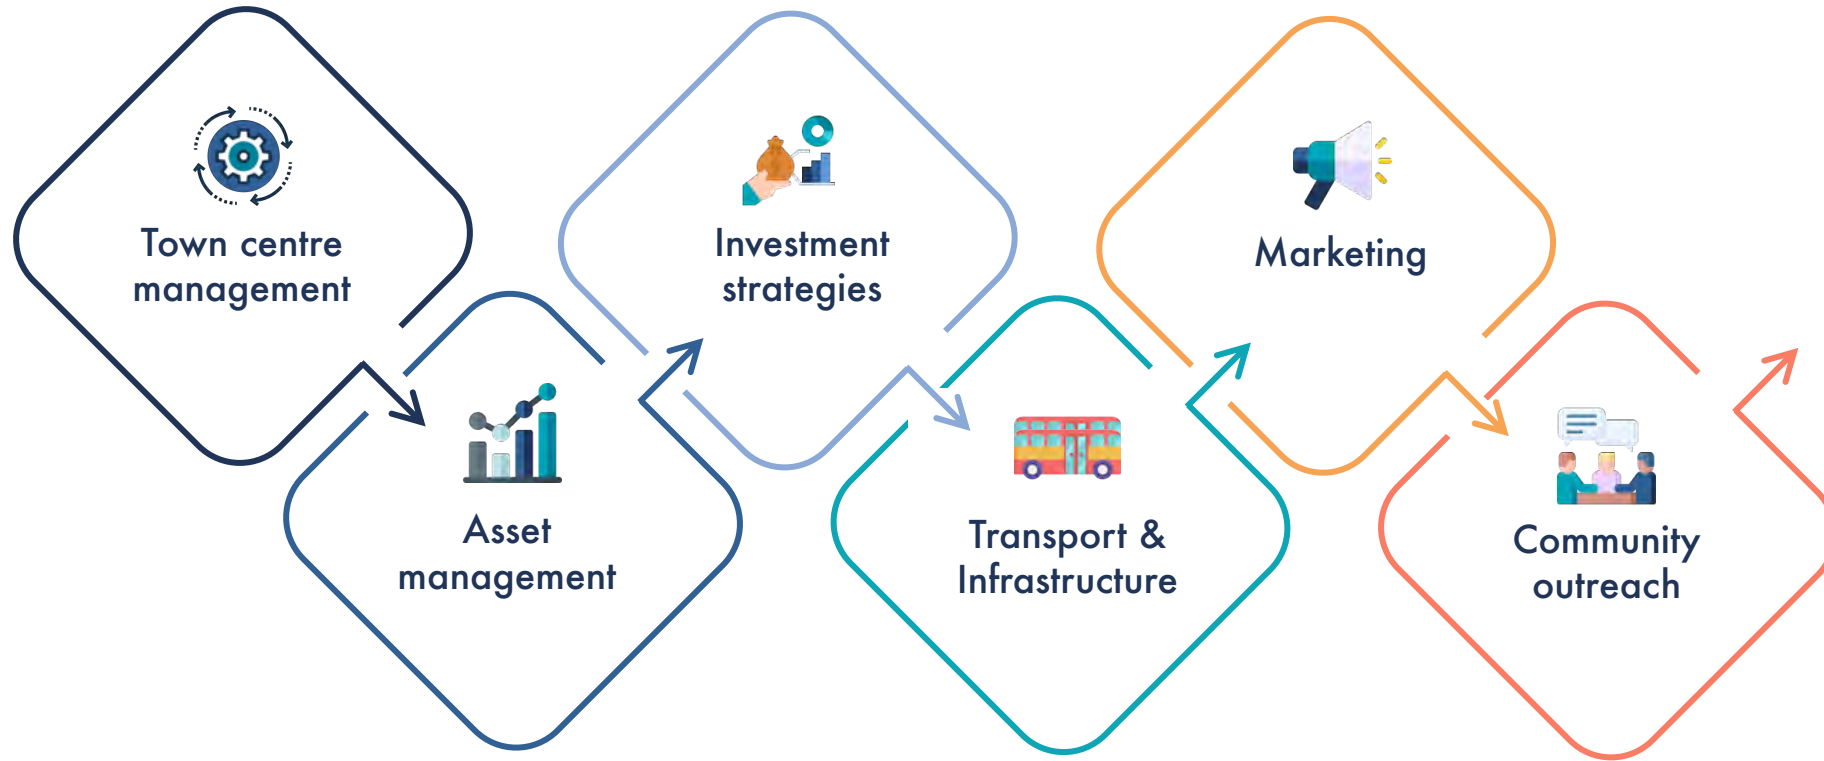 Town centre
management
Asset
management
Investment
strategies
Transport &
Infrastructure
Marketing
Community
outreach